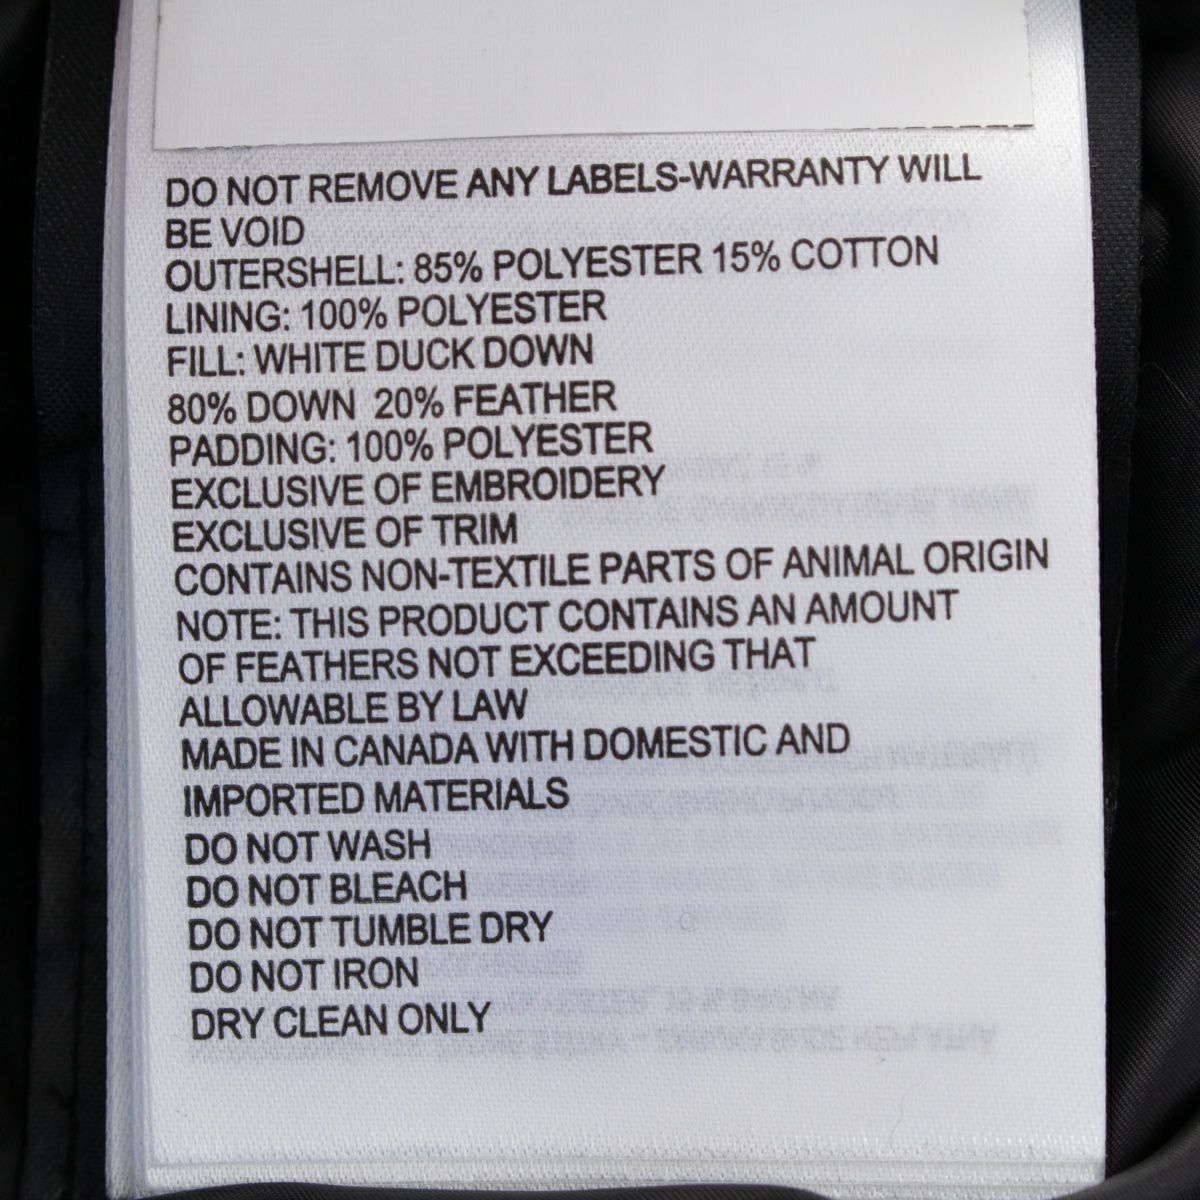 DO NOT REMOVE ANY LABELS-WARRANTY WILL
BE VOID
OUTERSHELL: 85% POLYESTER 15% COTTON
LINING: 100% POLYESTER
FILL: WHITE DUCK DOWN
80% DOWN 20% FEATHER
PADDING: 100% POLYESTER
EXCLUSIVE OF EMBROIDERY
EXCLUSIVE OF TRIM
CONTAINS NON-TEXTILE PARTS OF ANIMAL ORIGIN
NOTE: THIS PRODUCT CONTAINS AN AMOUNT
OF FEATHERS NOT EXCEEDING THAT
ALLOWABLE BY LAW
MADE IN CANADA WITH DOMESTIC AND
IMPORTED MATERIALS
DO NOT WASH
DO NOT BLEACH
DO NOT TUMBLE DRY
DO NOT IRON
DRY CLEAN ONLY